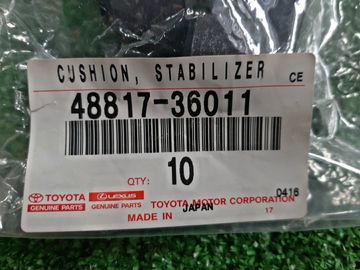 CUSHION, STABILIZER
CE
48817-36011
QTY: 10
TOYOTA LEXUS
GENUINE PARTS GENUINE PARTS
0416
TOYOTA MOTOR CORPORATION
MADE IN JAPAN 17